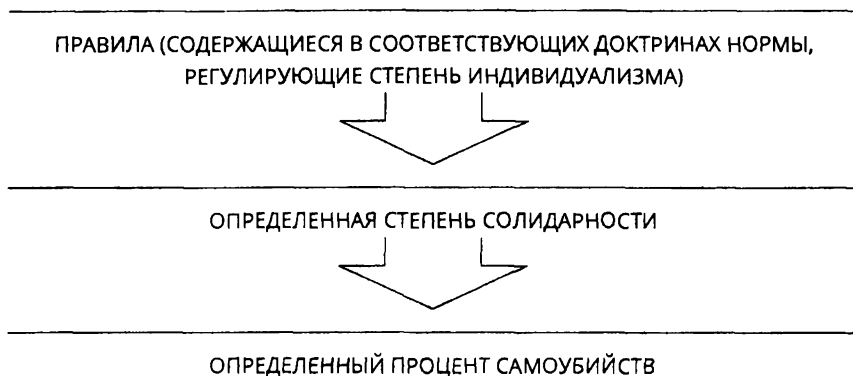 ПРАВИЛА (СОДЕРЖАЩИЕСЯ В СООТВЕТСТВУЮЩИХ ДОКТРИНАХ НОРМЫ,
РЕГУЛИРУЮЩИЕ СТЕПЕНЬ ИНДИВИДУАЛИЗМА)
ОПРЕДЕЛЕННАЯ СТЕПЕНЬ СОЛИДАРНОСТИ
ОПРЕДЕЛЕННЫЙ ПРОЦЕНТ САМОУБИЙСТВ